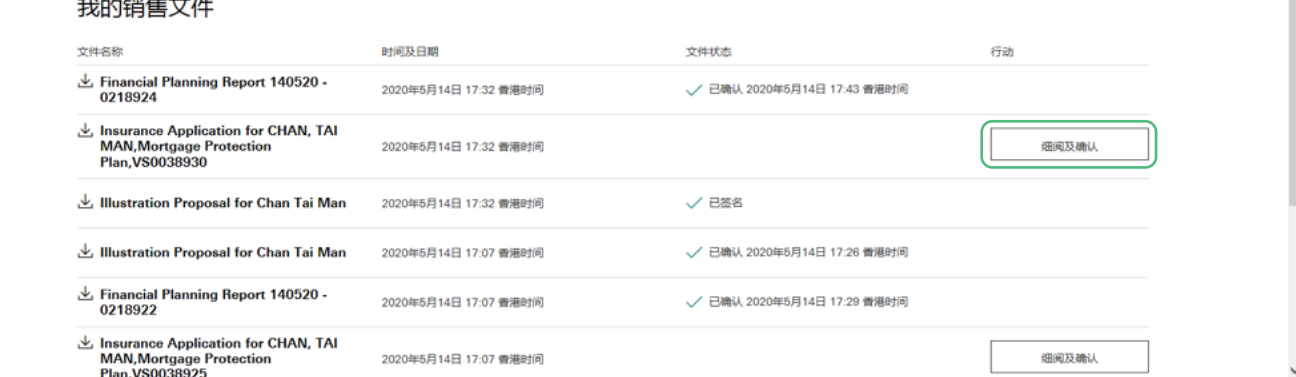 我的销售文件
文件名称 时间及日期 文件状态 行动
Financial Planning Report 140520 -
0218924
2020年5月14日 17:32 香港时间
已确认 2020年5月14日 17:43 香港时间
Insurance Application for CHAN, TAI
MAN,Mortgage Protection
Plan,VS0038930
2020年5月14日 17:32 香港时间
细阅及确认
Illustration Proposal for Chan Tai Man
2020年5月14日 17:32 香港时间
已签名
Illustration Proposal for Chan Tai Man
2020年5月14日 17:07 香港时间
已确认 2020年5月14日 17:26 香港时间
Financial Planning Report 140520 -
0218922
2020年5月14日 17:07 香港时间
已确认 2020年5月14日 17:29 香港时间
Insurance Application for CHAN, TAI
MAN,Mortgage Protection
Plan,VS0038925
2020年5月14日 17:07 香港时间
细阅及确认